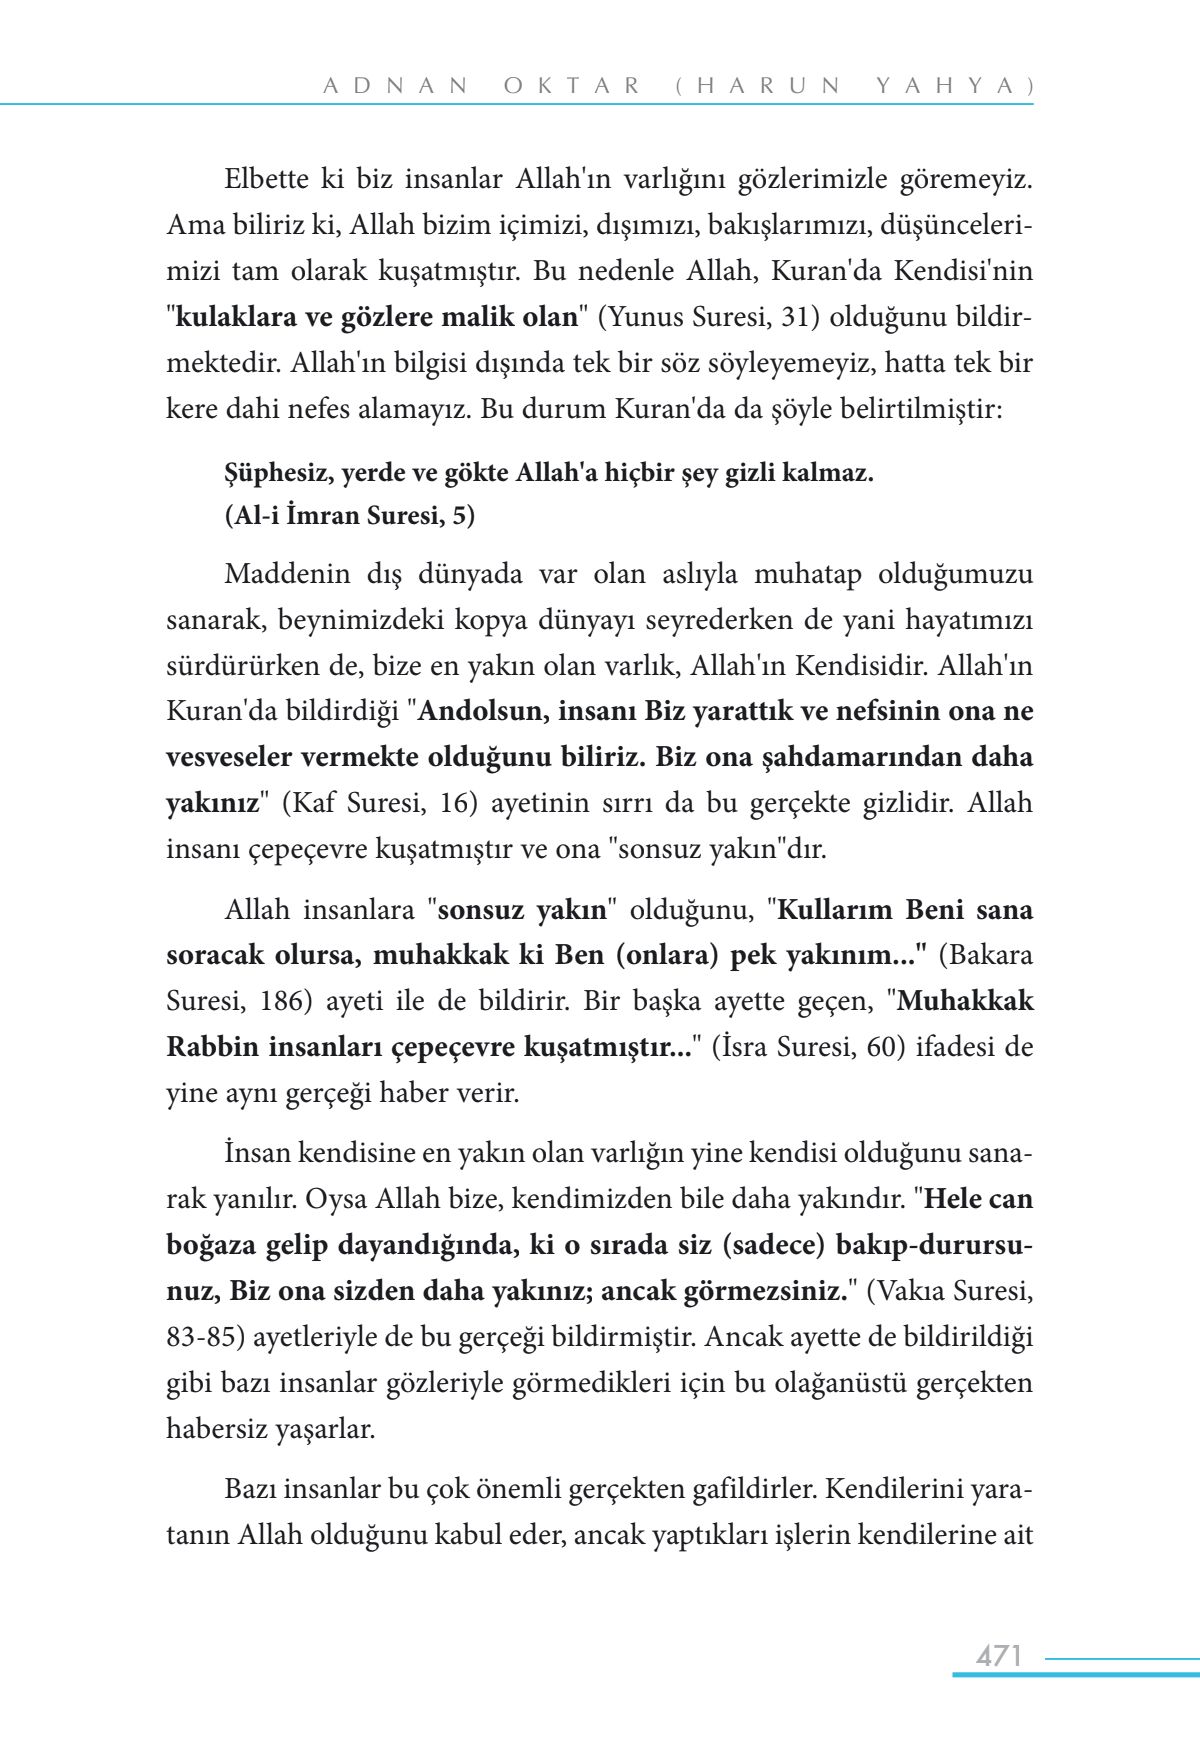 ADNAN OKTAR (HARUN YAHYA)
Elbette ki biz insanlar Allah'ın varlığını gözlerimizle göremeyiz.
Ama biliriz ki, Allah bizim içimizi, dışımızı, bakışlarımızı, düşünceleri-
mizi tam olarak kuşatmıştır. Bu nedenle Allah, Kuran'da Kendisi'nin
"kulaklara ve gözlere malik olan" (Yunus Suresi, 31) olduğunu bildir-
mektedir. Allah'ın bilgisi dışında tek bir söz söyleyemeyiz, hatta tek bir
kere dahi nefes alamayız. Bu durum Kuran'da da şöyle belirtilmiştir:
Şüphesiz, yerde ve gökte Allah'a hiçbir şey gizli kalmaz.
(Al-i İmran Suresi, 5)
Maddenin dış dünyada var olan aslıyla muhatap olduğumuzu
sanarak, beynimizdeki kopya dünyayı seyrederken de yani hayatımızı
sürdürürken de, bize en yakın olan varlık, Allah'ın Kendisidir. Allah'ın
Kuran'da bildirdiği "Andolsun, insanı Biz yarattık ve nefsinin ona ne
vesveseler vermekte olduğunu biliriz. Biz ona şahdamarından daha
yakınız" (Kaf Suresi, 16) ayetinin sırrı da bu gerçekte gizlidir. Allah
insanı çepeçevre kuşatmıştır ve ona "sonsuz yakın"dır.
Allah insanlara "sonsuz yakın" olduğunu, "Kullarım Beni sana
soracak olursa, muhakkak ki Ben (onlara) pek yakınım..." (Bakara
Suresi, 186) ayeti ile de bildirir. Bir başka ayette geçen, "Muhakkak
Rabbin insanları çepeçevre kuşatmıştır..." (İsra Suresi, 60) ifadesi de
yine aynı gerçeği haber verir.
İnsan kendisine en yakın olan varlığın yine kendisi olduğunu sana-
rak yanılır. Oysa Allah bize, kendimizden bile daha yakındır. "Hele can
boğaza gelip dayandığında, ki o sırada siz (sadece) bakıp-durursu-
nuz, Biz ona sizden daha yakınız; ancak görmezsiniz." (Vakıa Suresi,
83-85) ayetleriyle de bu gerçeği bildirmiştir. Ancak ayette de bildirildiği
gibi bazı insanlar gözleriyle görmedikleri için bu olağanüstü gerçekten
habersiz yaşarlar.
Bazı insanlar bu çok önemli gerçekten gafildirler. Kendilerini yara-
tanın Allah olduğunu kabul eder, ancak yaptıkları işlerin kendilerine ait
471